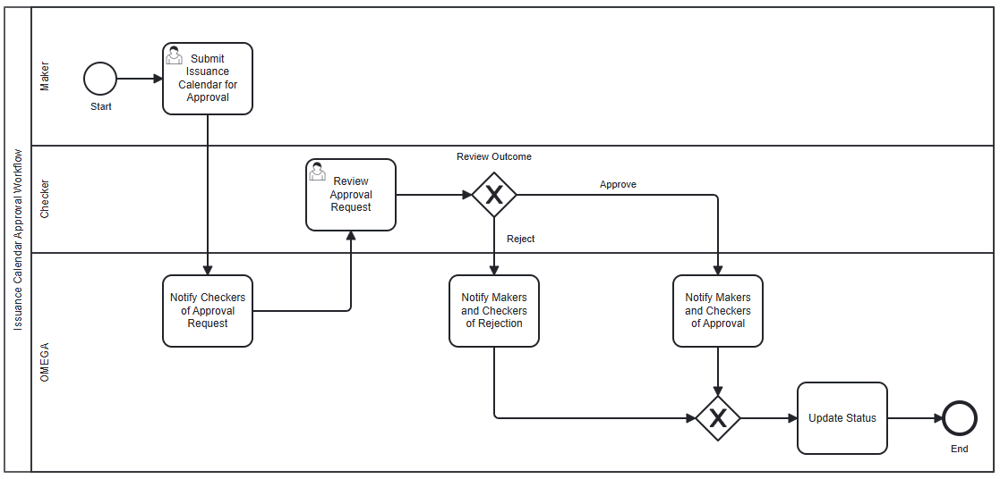 Issuance Calendar Approval Workflow
Maker
Start
Submit
Issuance
Calendar for
Approval
Checker
Review
Approval
Request
Review Outcome
Approve
Reject
OMEGA
Notify Checkers
of Approval
Request
Notify Makers
and Checkers
of Rejection
Notify Makers
and Checkers
of Approval
Update Status
End